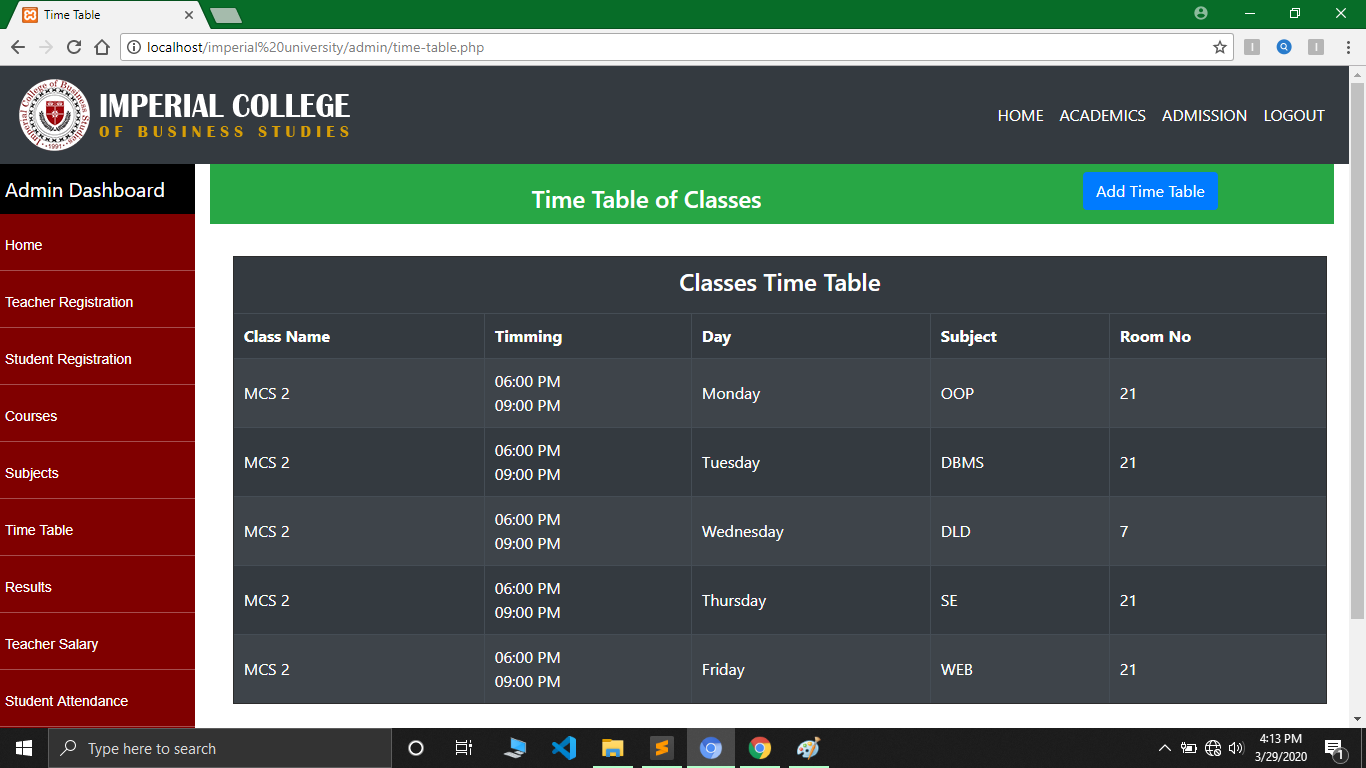 Time Table
localhost/imperial%20university/admin/time-table.php
Imperial College of Business Studies
1991
IMPERIAL COLLEGE
OF BUSINESS STUDIES
HOME ACADEMICS ADMISSION LOGOUT
Admin Dashboard
Home
Teacher Registration
Student Registration
Courses
Subjects
Time Table
Results
Teacher Salary
Student Attendance
Time Table of Classes
Add Time Table
Classes Time Table
Class Name Timming Day Subject Room No
MCS 2 06:00 PM Monday OOP 21
09:00 PM
MCS 2 06:00 PM Tuesday DBMS 21
09:00 PM
MCS 2 06:00 PM Wednesday DLD 7
09:00 PM
MCS 2 06:00 PM Thursday SE 21
09:00 PM
MCS 2 06:00 PM Friday WEB 21
09:00 PM
Type here to search
4:13 PM
3/29/2020
1